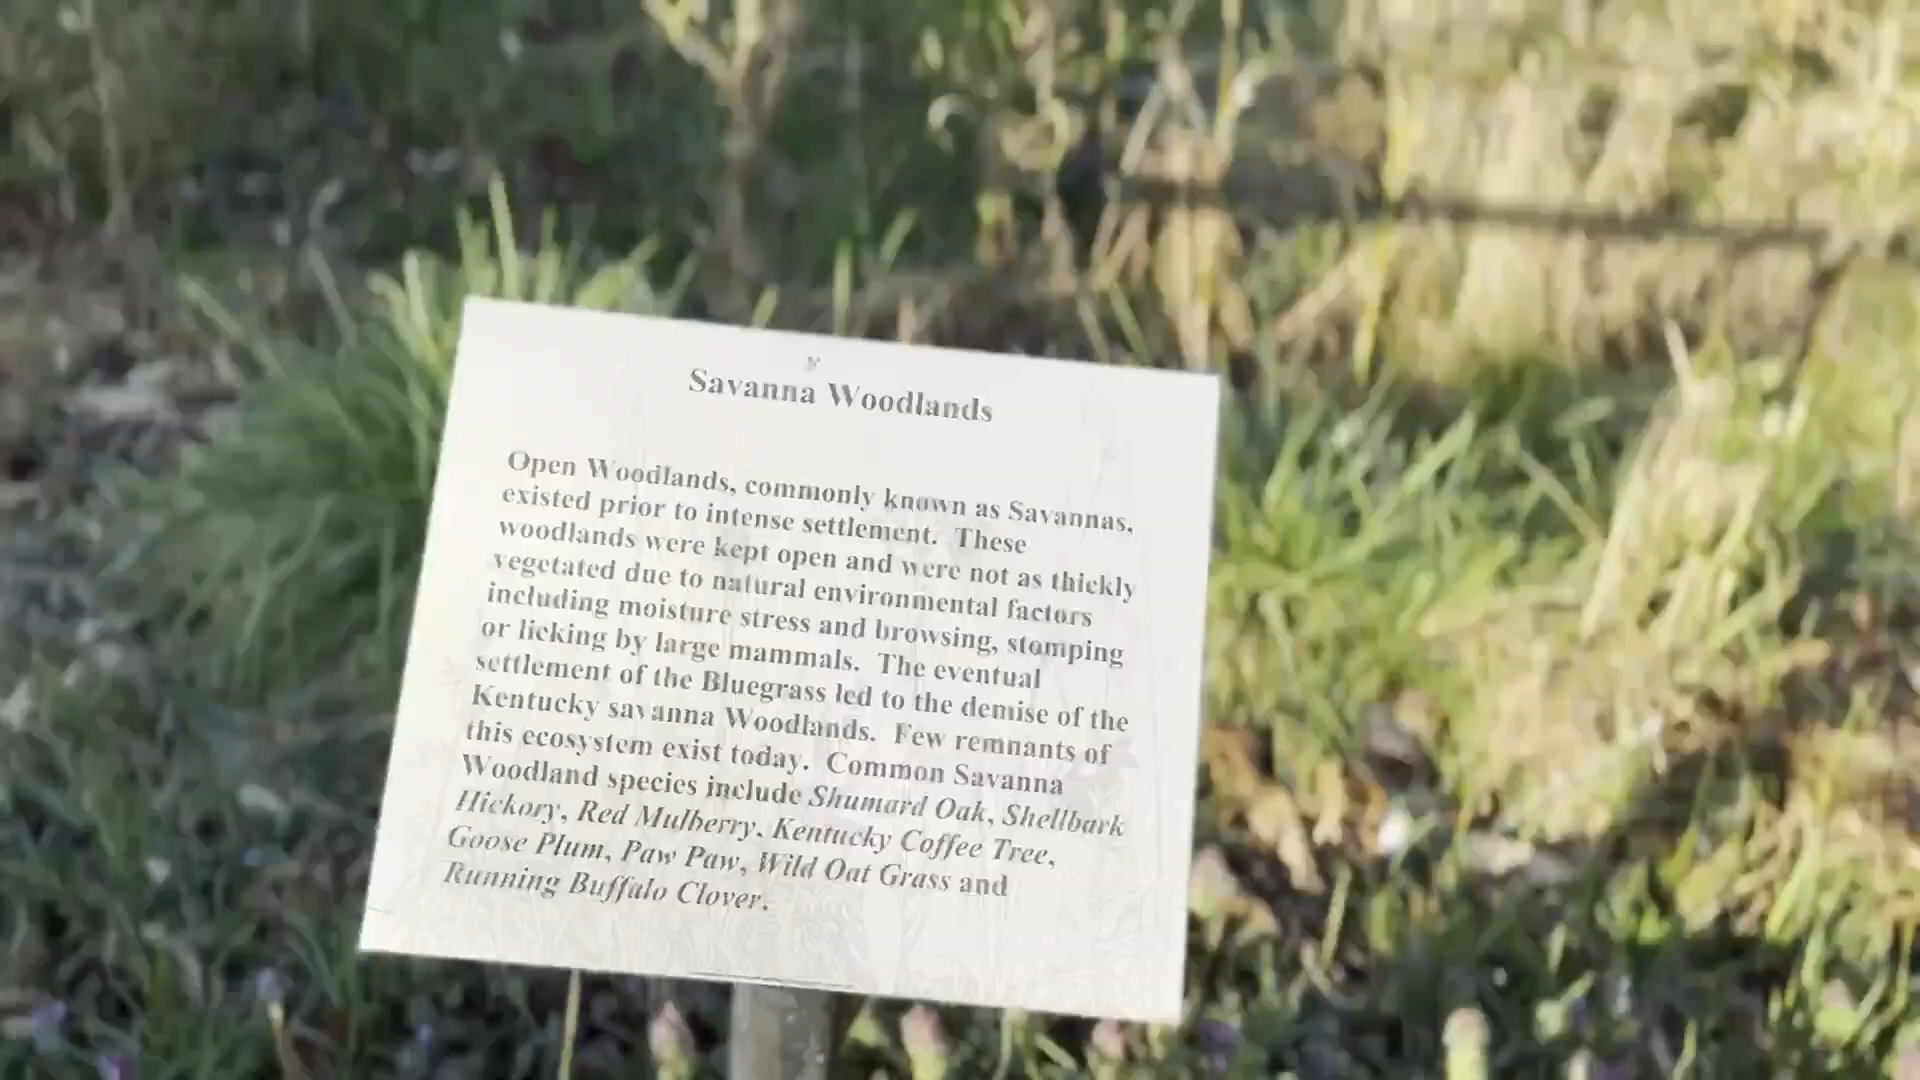 Savanna Woodlands
Open Woodlands, commonly known as Savannas,
existed prior to intense settlement. These
woodlands were kept open and were not as thickly
vegetated due to natural environmental factors
including moisture stress and browsing, stomping
or licking by large mammals. The eventual
settlement of the Bluegrass led to the demise of the
Kentucky savanna Woodlands. Few remnants of
this ecosystem exist today. Common Savanna
Woodland species include Shumard Oak, Shellbark
Hickory, Red Mulberry, Kentucky Coffee Tree,
Goose Plum, Paw Paw, Wild Oat Grass and
Running Buffalo Clover.